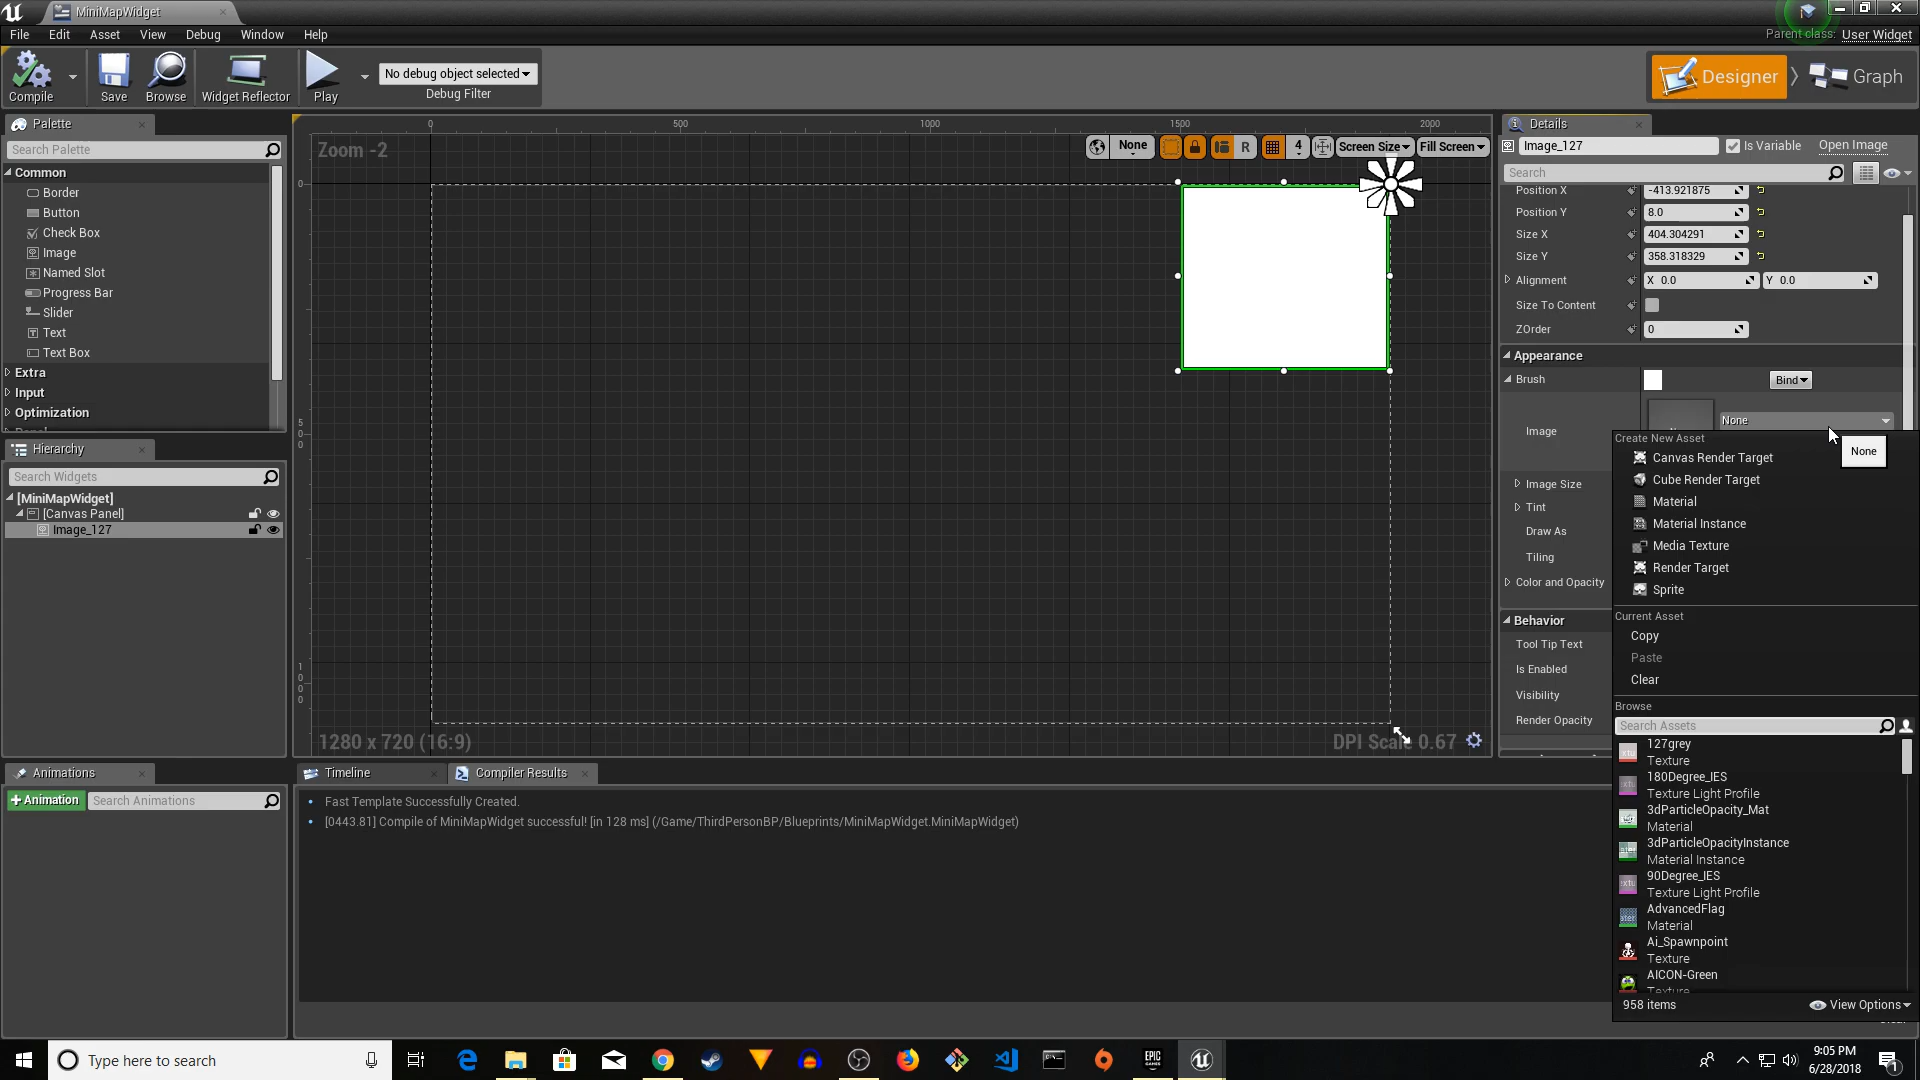 MiniMapWidget
File Edit Asset View Debug Window Help
Parent class: User Widget
Compile Save Browse Widget Reflector Play
No debug object selected
Debug Filter
Designer
Graph
Palette
Search Palette
Common
Border
Button
Check Box
Image
Named Slot
Progress Bar
Slider
Text
Text Box
Extra
Input
Optimization
Hierarchy
Search Widgets
[MiniMapWidget]
[Canvas Panel]
Image_127
Animations
+Animation
Search Animations
0 500 1000 1500 2000
Zoom -2
None
R
4
Screen Size
Fill Screen
0
500
1000
1280 x 720 (16:9)
DPI Scale 0.67
Timeline
Compiler Results
Fast Template Successfully Created.
[0443.81] Compile of MiniMapWidget successful! [in 128 ms] (/Game/ThirdPersonBP/Blueprints/MiniMapWidget.MiniMapWidget)
Details
Image_127
Is Variable
Open Image
Search
Position X -413.921875
Position Y 8.0
Size X 404.304291
Size Y 358.318329
Alignment X 0.0 Y 0.0
Size To Content
ZOrder 0
Appearance
Brush
Bind
Image
None
Image Size
Tint
Draw As
Tiling
Color and Opacity
Behavior
Tool Tip Text
Is Enabled
Visibility
Render Opacity
Create New Asset
None
Canvas Render Target
Cube Render Target
Material
Material Instance
Media Texture
Render Target
Sprite
Current Asset
Copy
Paste
Clear
Browse
Search Assets
127grey
Texture
180Degree_IES
Texture Light Profile
3dParticleOpacity_Mat
Material
3dParticleOpacityInstance
Material Instance
90Degree_IES
Texture Light Profile
AdvancedFlag
Material
Ai_Spawnpoint
Texture
AICON-Green
Texture
958 items
View Options
Type here to search
EPIC
GAMES
9:05 PM
6/28/2018
1